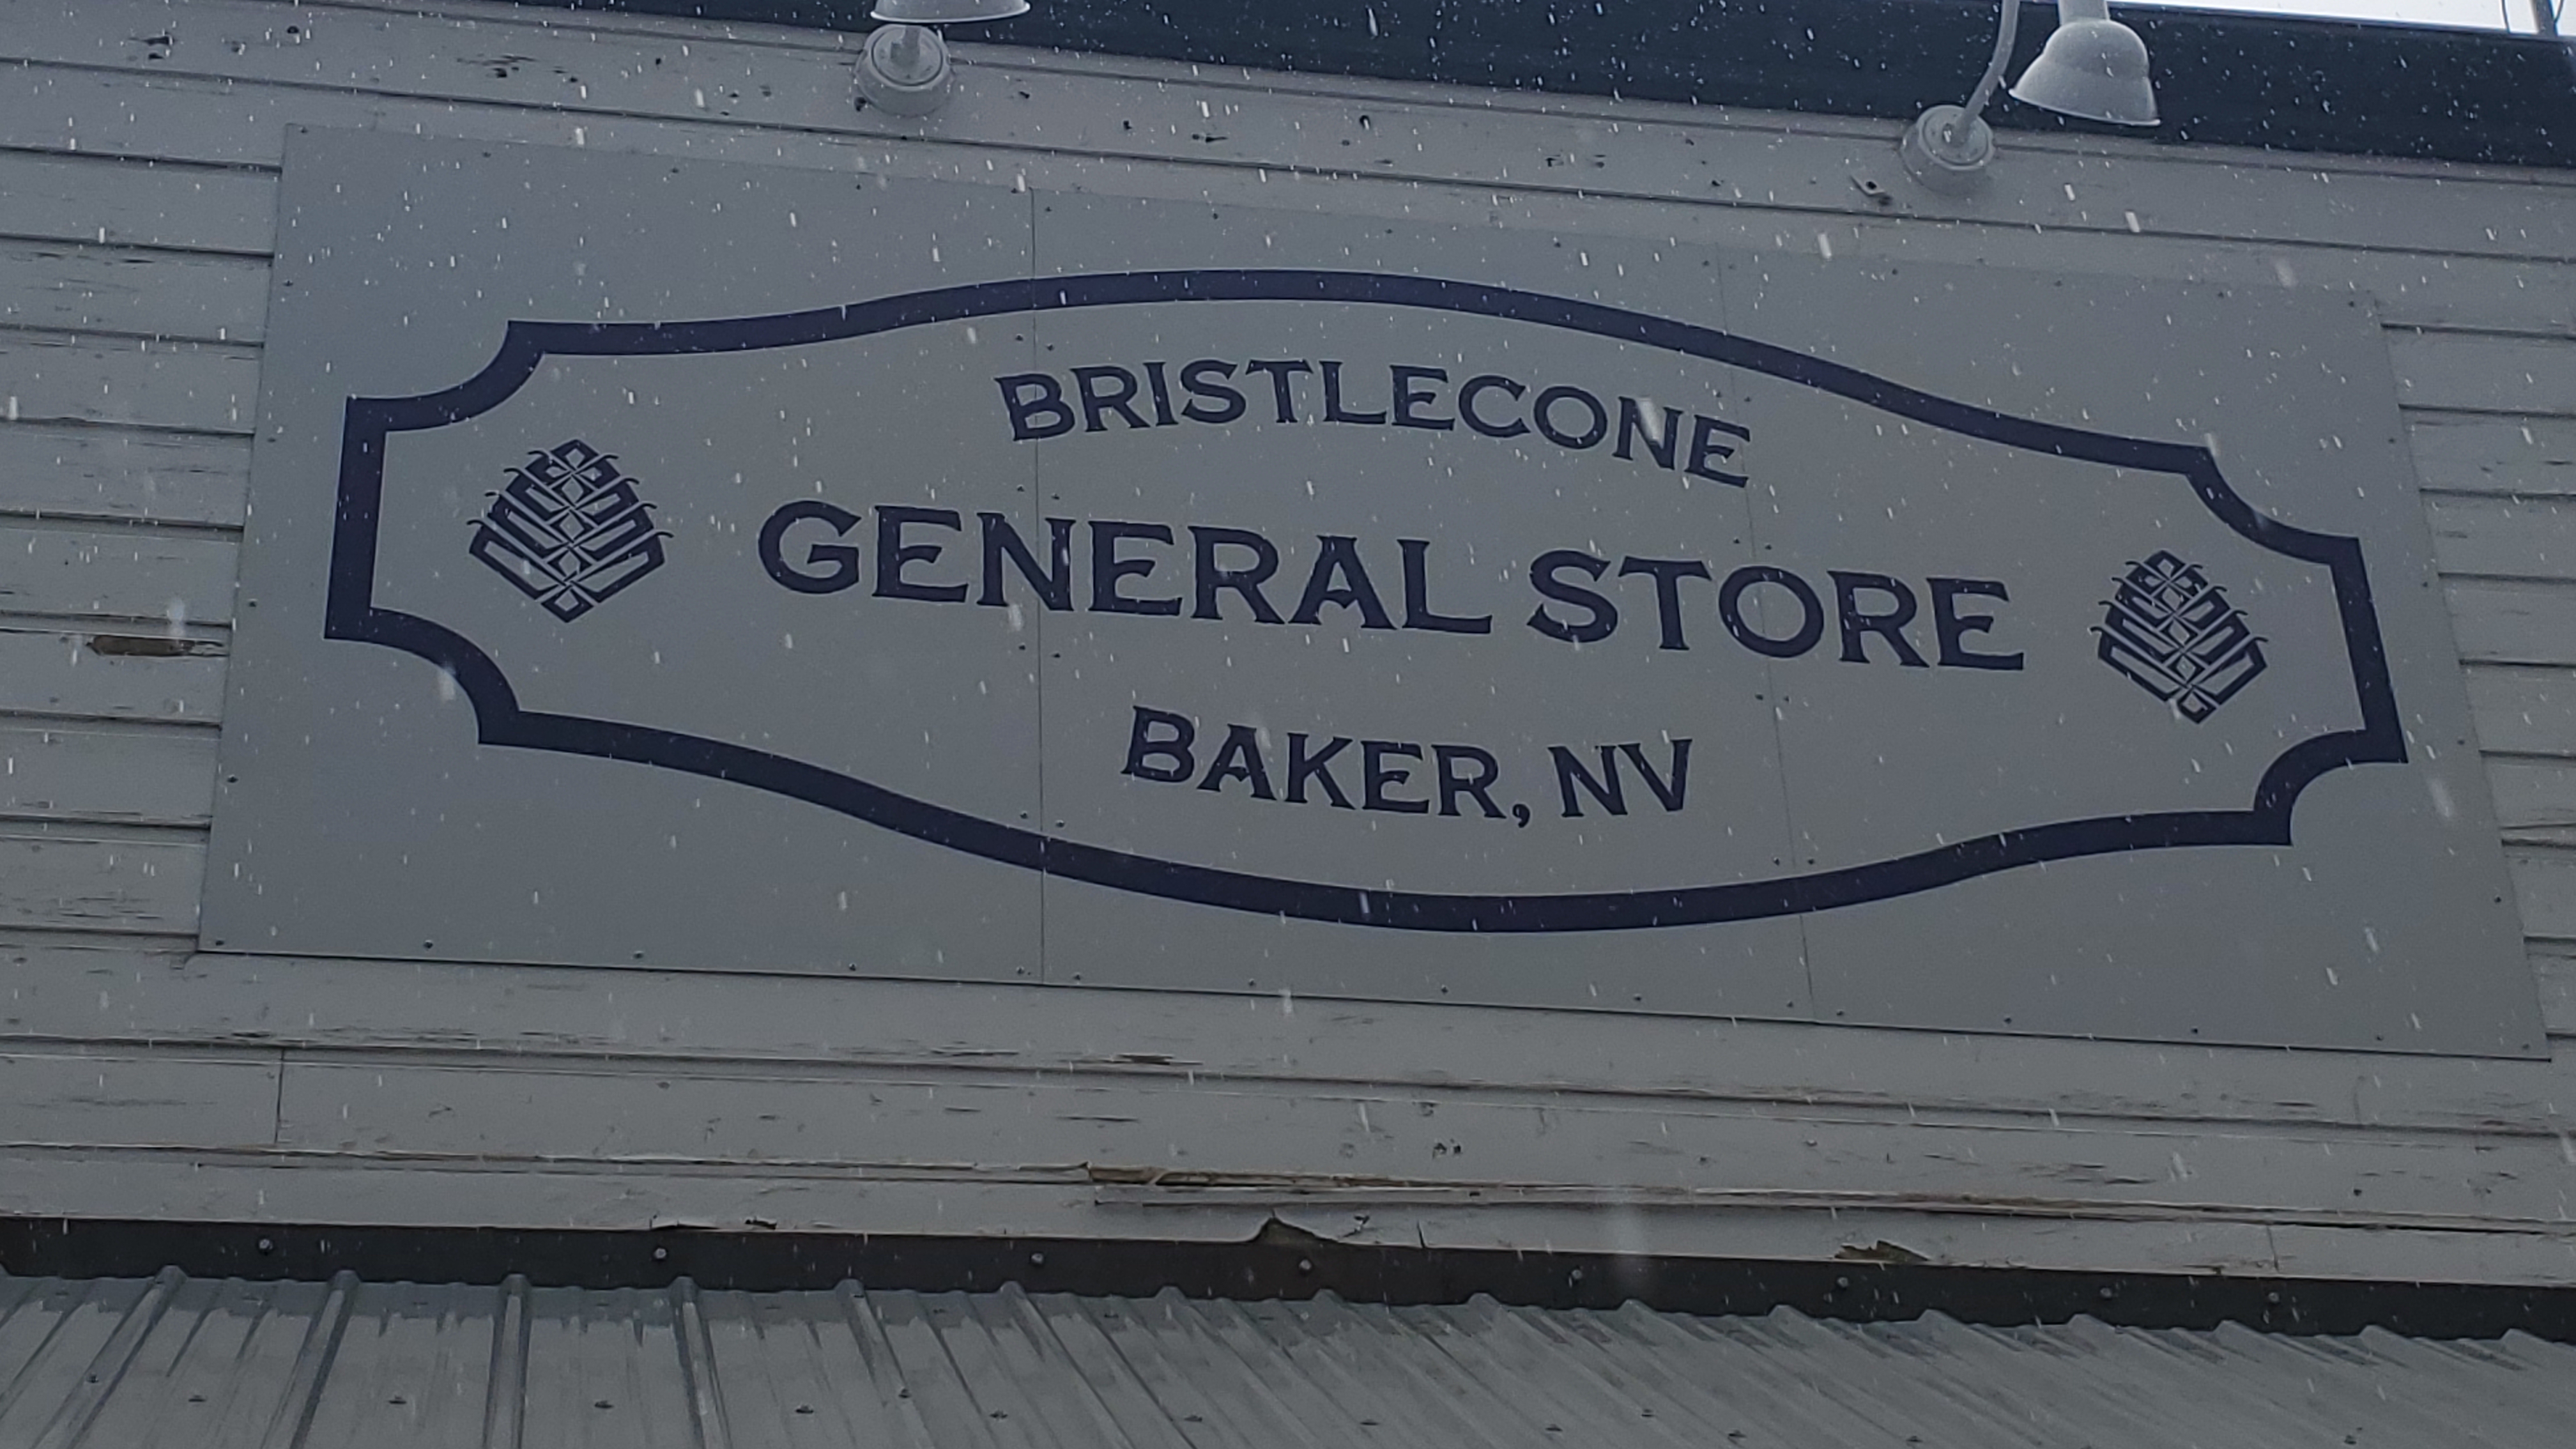 BRISTLECONE
GENERAL STORE
BAKER, NV